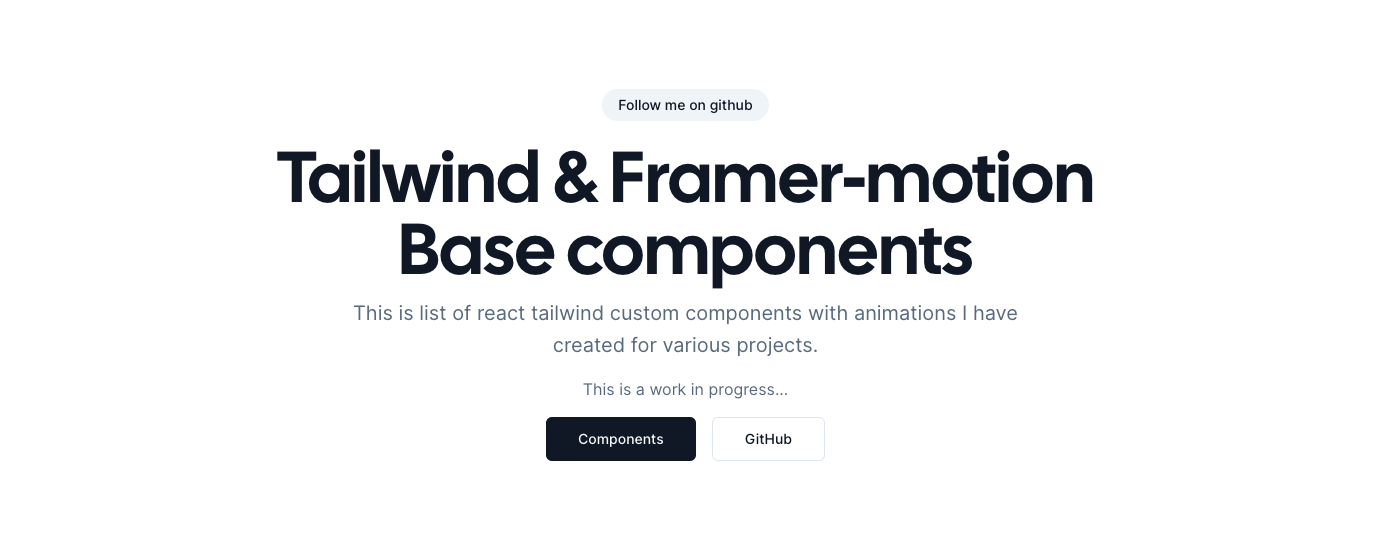 Follow me on github
Tailwind & Framer-motion
Base components
This is list of react tailwind custom components with animations I have
created for various projects.
This is a work in progress...
Components
GitHub